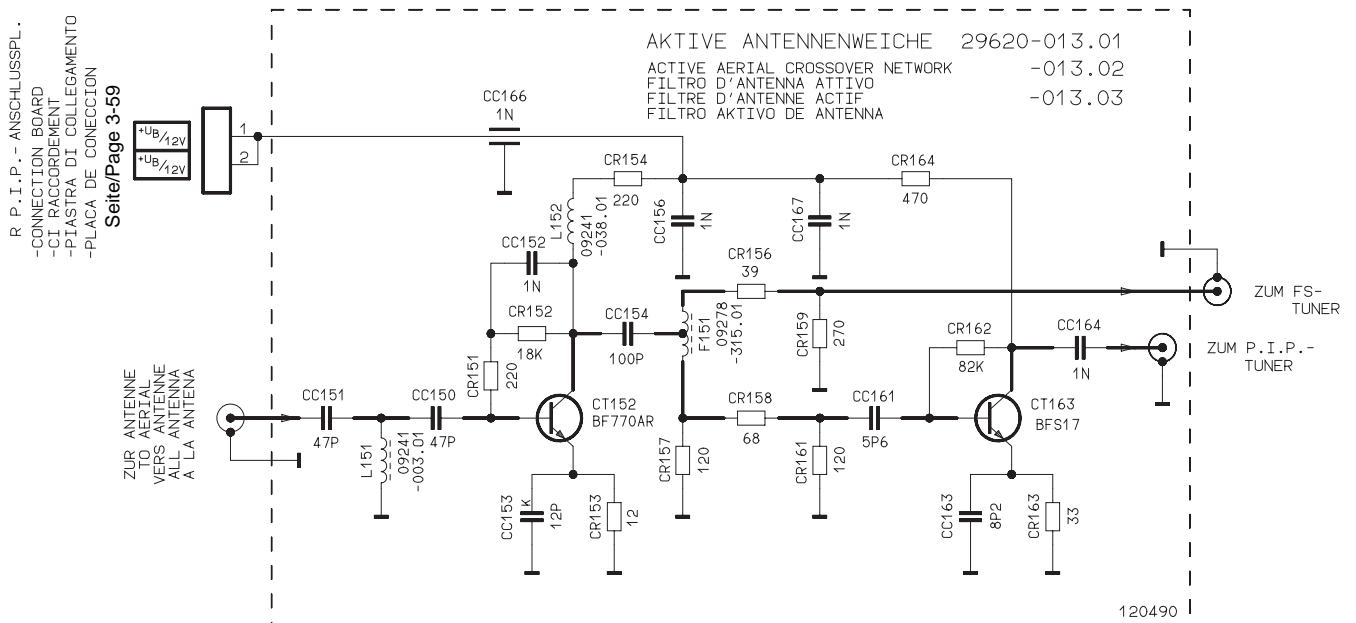 R P.I.P.-ANSCHLUSSPL.
-CONNECTION BOARD
-CI RACCORDEMENT
-PIASTRA DI COLLEGAMENTO
-PLACA DE CONECCION
Seite/Page 3-59
+UB/12V
+UB/12V
1
2
AKTIVE ANTENNENWEICHE 29620-013.01
ACTIVE AERIAL CROSSOVER NETWORK -013.02
FILTRO D'ANTENNA ATTIVO
FILTRE D'ANTENNE ACTIF -013.03
FILTRO AKTIVO DE ANTENNA
CC166
1N
CR154
220
CR164
470
L152
09241
-038.01
CC156
1N
CC167
1N
CC152
1N
CR156
39
CR152
18K
CC154
100P
F151
09278
-315.01
CR159
270
CR162
82K
CC164
1N
ZUM FS-
TUNER
ZUM P.I.P.-
TUNER
CR151
220
ZUR ANTENNE
TO AERIAL
VERS ANTENNE
ALL ANTENNA
A LA ANTENA
CC151
47P
CC150
47P
L151
09241
-003.01
CT152
BF770AR
CR157
120
CR158
68
CR161
120
CC161
5P6
CT163
BFS17
CC153
K
12P
CR153
12
CC163
8P2
CR163
33
120490